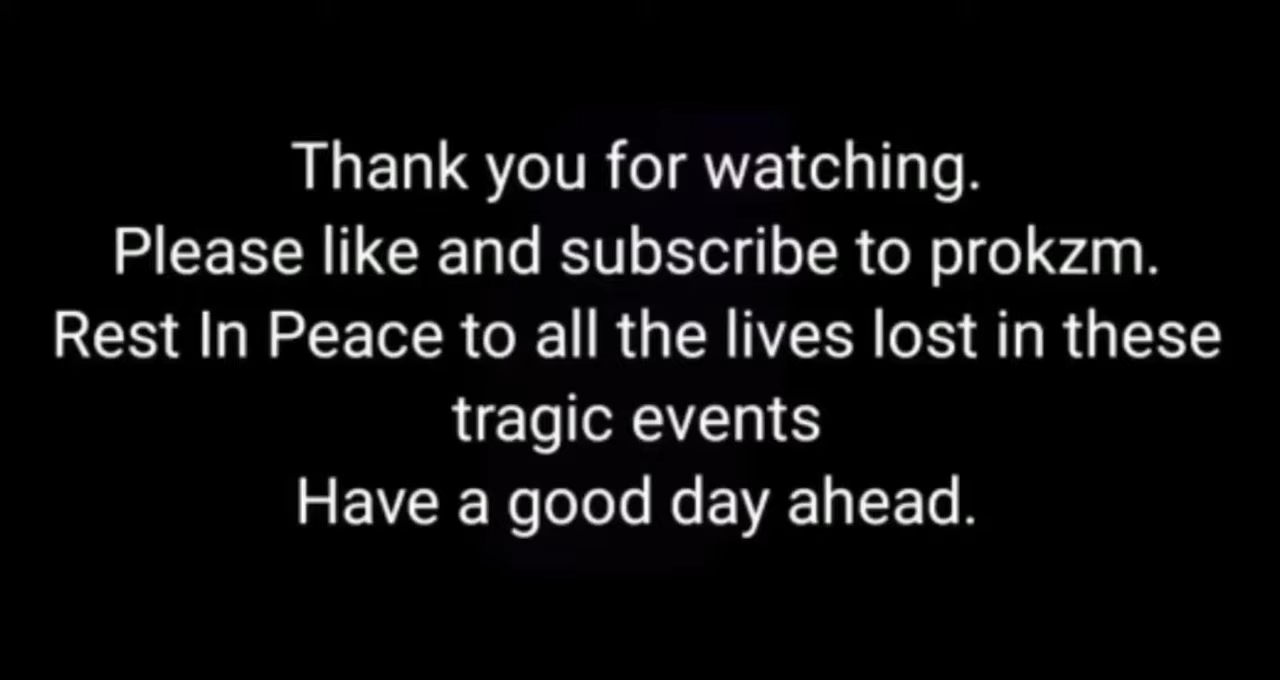 Thank you for watching.
Please like and subscribe to prokzm.
Rest In Peace to all the lives lost in these
tragic events
Have a good day ahead.